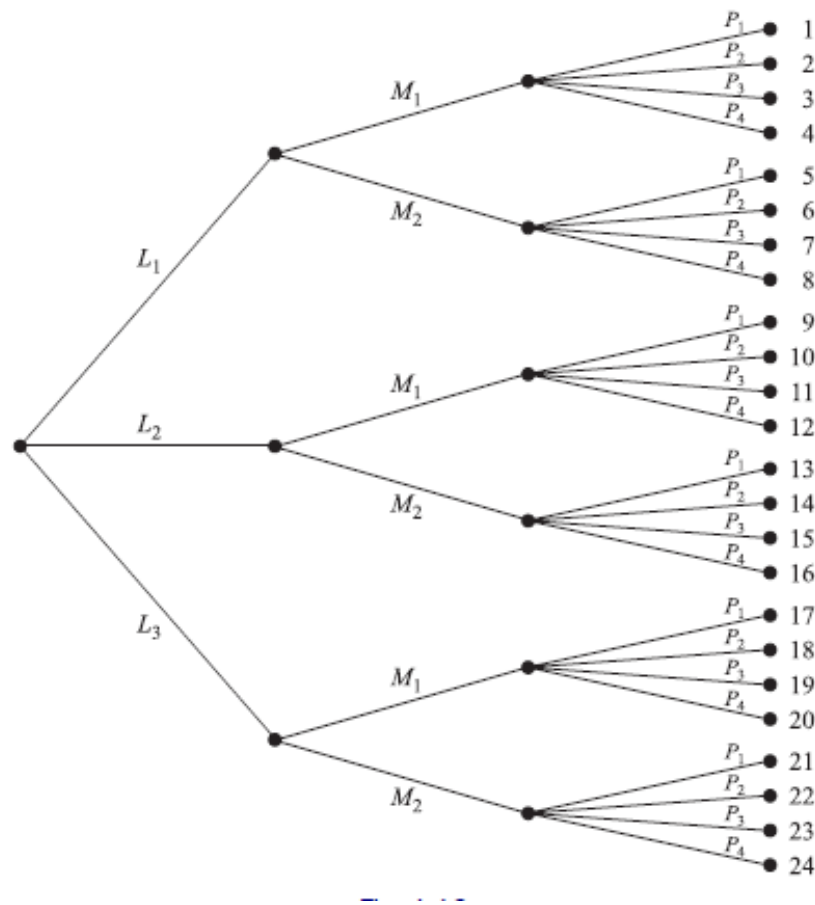 P₁ 1
P₂ 2
P₃ 3
M₁
P₄ 4
P₁ 5
P₂ 6
M₂
P₃ 7
L₁
P₄ 8
P₁ 9
P₂ 10
M₁
P₃ 11
L₂
P₄ 12
P₁ 13
P₂ 14
M₂
P₃ 15
P₄ 16
P₁ 17
L₃
P₂ 18
M₁
P₃ 19
P₄ 20
P₁ 21
P₂ 22
M₂
P₃ 23
P₄ 24